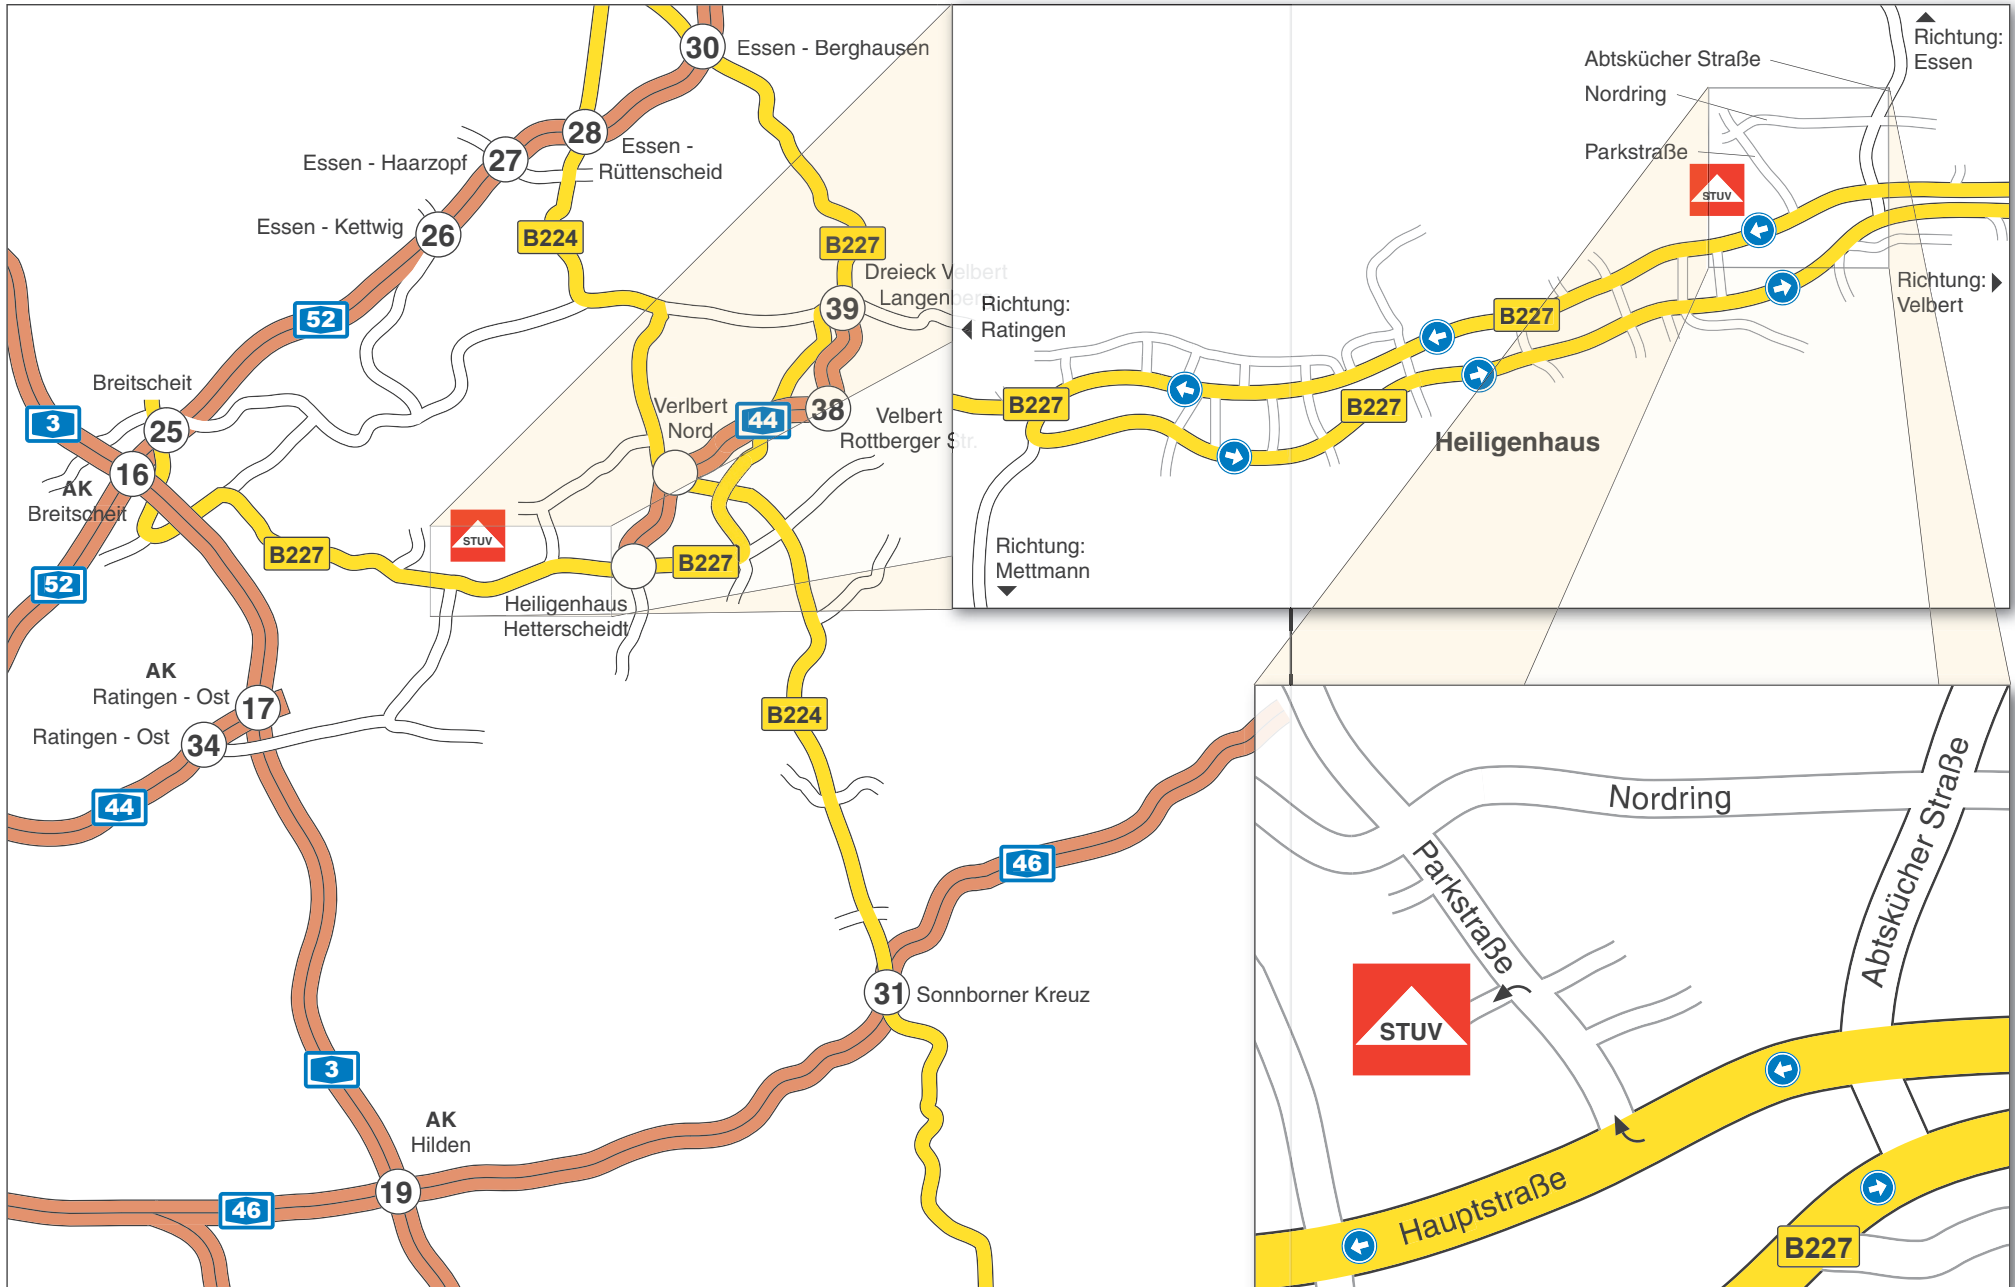 30
Essen - Berghausen
28
Essen -
Rüttenscheid
27
Essen - Haarzopf
Essen - Kettwig
26
B224
B227
Dreieck Velbert
Langenberg
39
52
Breitscheit
3
25
Verlbert
Nord
44
38
Velbert
Rottberger Str.
16
AK
Breitscheit
STUV
B227
B227
52
Heiligenhaus
Hetterscheidt
AK
Ratingen - Ost
17
Ratingen - Ost
34
B224
44
46
31
Sonnborner Kreuz
3
AK
Hilden
19
46
Richtung:
Essen
Abtskücher Straße
Nordring
Parkstraße
STUV
Richtung:
Velbert
Richtung:
Ratingen
B227
B227
B227
Heiligenhaus
Richtung:
Mettmann
Nordring
Abtskücher Straße
Parkstraße
STUV
Hauptstraße
B227